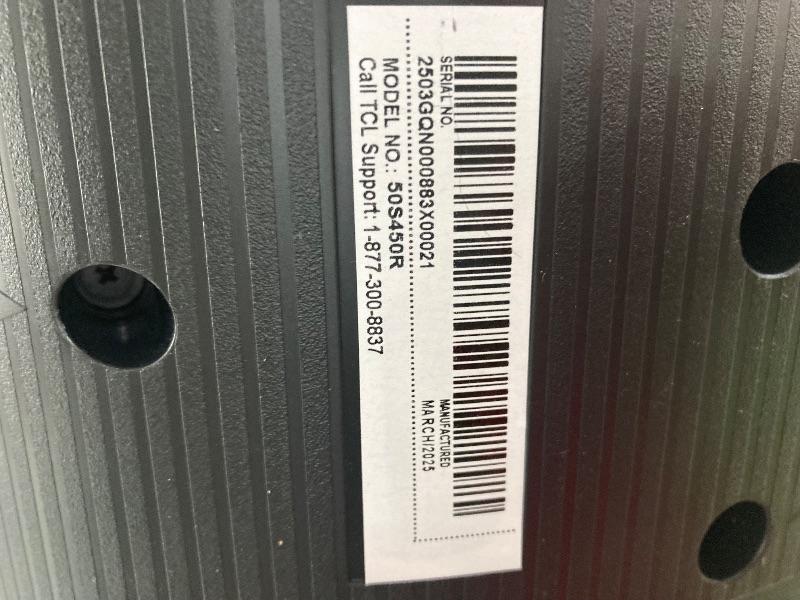 SERIAL NO.
2503GQN000883X00021
MANUFACTURED
MARCH/2025
MODEL NO.: 50S450R
Call TCL Support: 1-877-300-8837